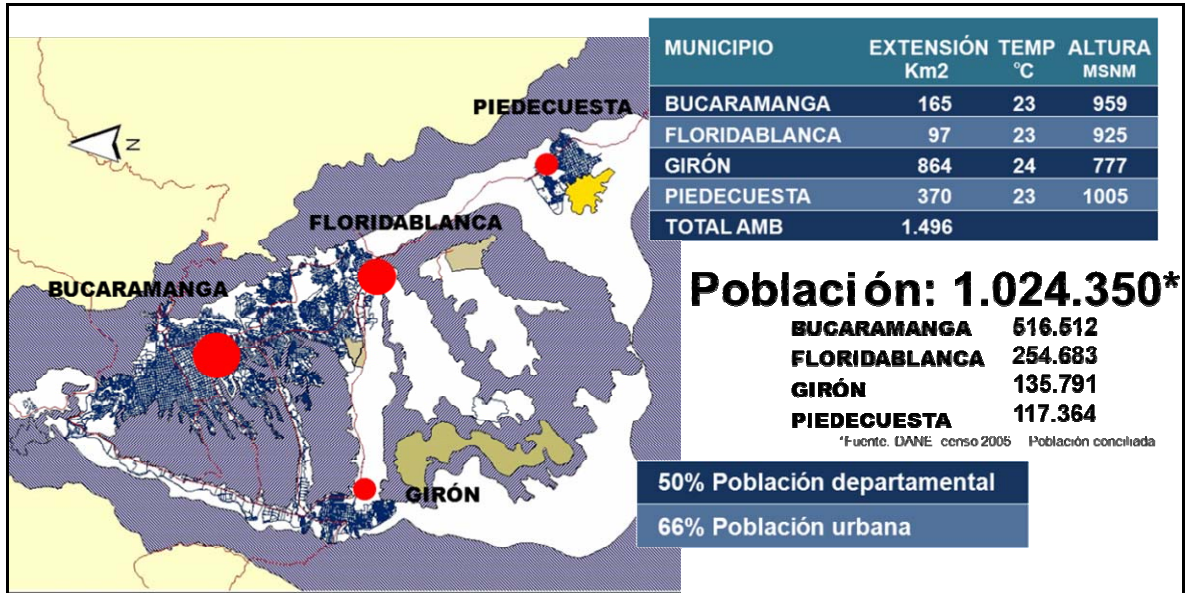 MUNICIPIO EXTENSIÓN Km2 TEMP °C ALTURA MSNM
BUCARAMANGA 165 23 959
FLORIDABLANCA 97 23 925
GIRÓN 864 24 777
PIEDECUESTA 370 23 1005
TOTAL AMB 1.496
PIEDECUESTA
N
FLORIDABLANCA
BUCARAMANGA
GIRÓN
Población: 1.024.350*
BUCARAMANGA 516.512
FLORIDABLANCA 254.683
GIRÓN 135.791
PIEDECUESTA 117.364
*Fuente. DANE censo 2005 Población conciliada
50% Población departamental
66% Población urbana